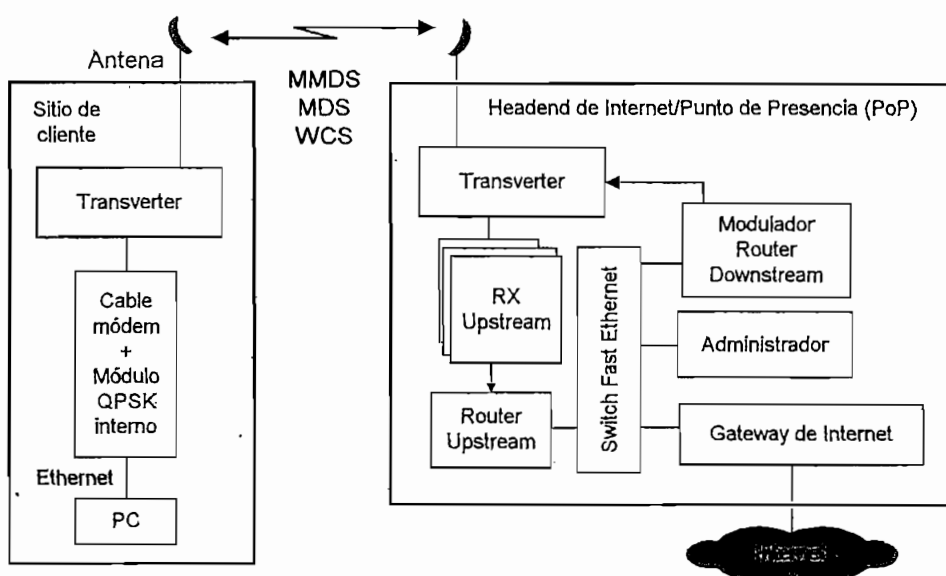 Antena
MMDS
MDS
WCS
Sitio de
cliente
Transverter
Cable
módem
+
Módulo
QPSK
interno
Ethernet
PC
Headend de Internet/Punto de Presencia (PoP)
Transverter
Modulador
Router
Downstream
RX
Upstream
Switch Fast Ethernet
Administrador
Router
Upstream
Gateway de Internet